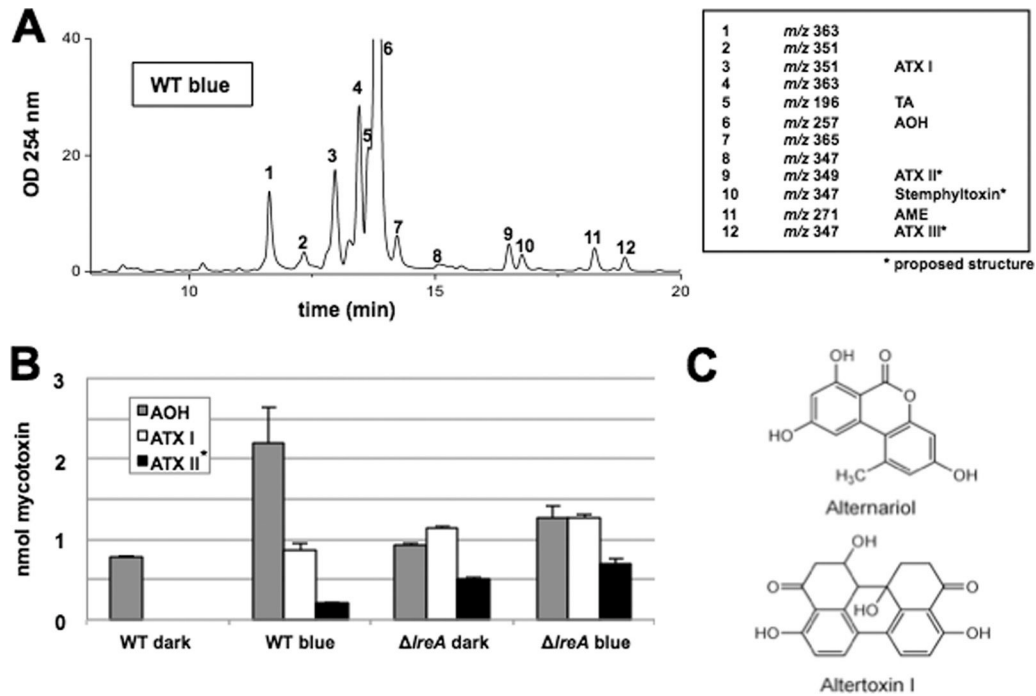 A
WT blue
OD 254 nm
40
20
0
1
2
3
4
5
6
7
8
9
10
11
12
10
15
20
time (min)
1 m/z 363
2 m/z 351
3 m/z 351 ATX I
4 m/z 363
5 m/z 196 TA
6 m/z 257 AOH
7 m/z 365
8 m/z 347
9 m/z 349 ATX II*
10 m/z 347 Stemphyltoxin*
11 m/z 271 AME
12 m/z 347 ATX III*
* proposed structure
B
nmol mycotoxin
3
2
1
0
AOH
ATX I
ATX II*
WT dark
WT blue
ΔlreA dark
ΔlreA blue
C
OH
O
O
HO
H₃C
OH
Alternariol
OH
O
HO
O
HO
OH
Altertoxin I